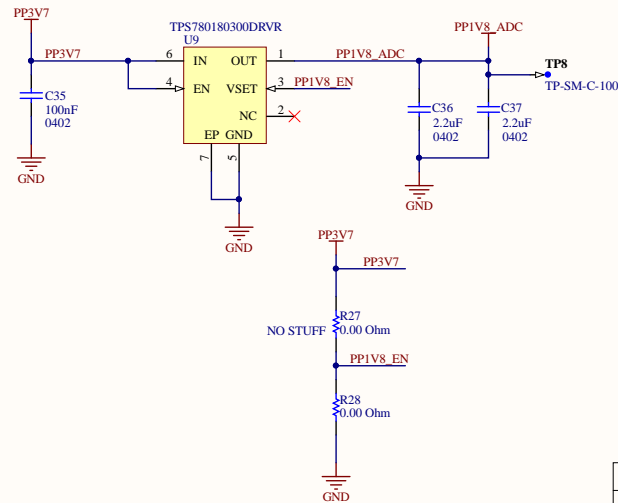 PP3V7
PP3V7
C35
100nF
0402
GND
TPS780180300DRVR
U9
6
IN
OUT
1
4
EN
VSET
3
NC
2
EP
GND
7
5
GND
PP1V8_ADC
PP1V8_EN
PP1V8_ADC
C36
2.2uF
0402
C37
2.2uF
0402
GND
TP8
TP-SM-C-100
PP3V7
PP3V7
R27
NO STUFF
0.00 Ohm
PP1V8_EN
R28
0.00 Ohm
GND